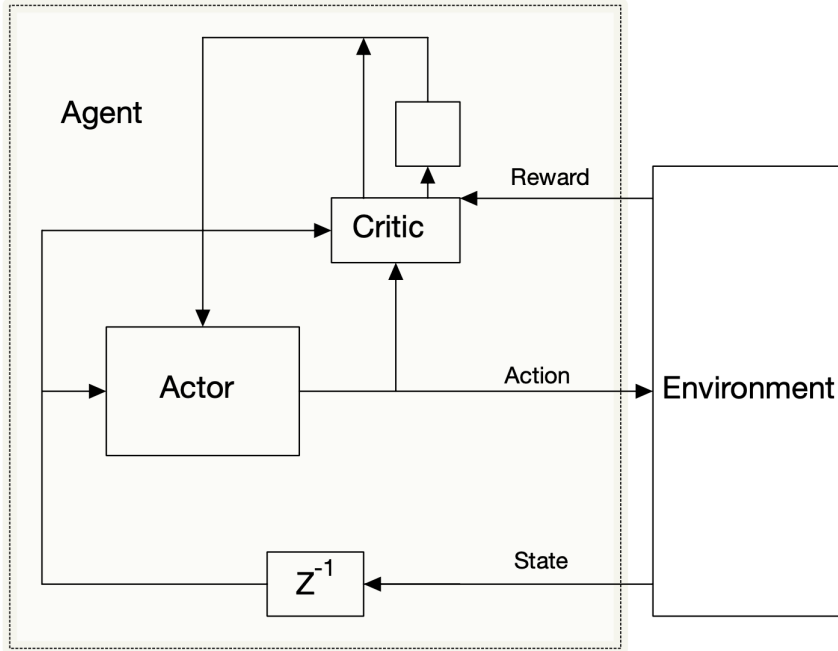 Agent
Reward
Critic
Action
Actor
Environment
State
Z⁻¹